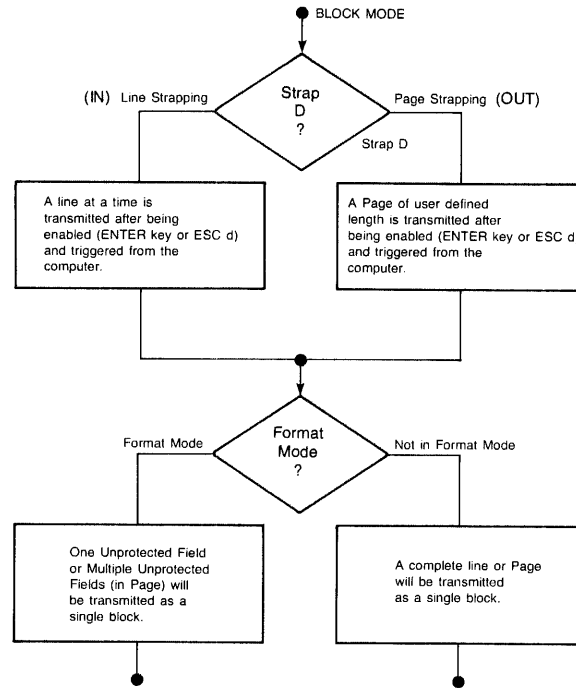 BLOCK MODE
(IN) Line Strapping
Strap
D
?
Page Strapping (OUT)
Strap D
A line at a time is
transmitted after being
enabled (ENTER key or ESC d)
and triggered from the
computer.
A Page of user defined
length is transmitted after
being enabled (ENTER key or ESC d
and triggered from the
computer.
Format Mode
Format
Mode
?
Not in Format Mode
One Unprotected Field
or Multiple Unprotected
Fields (in Page) will
be transmitted as a
single block.
A complete line or Page
will be transmitted
as a single block.